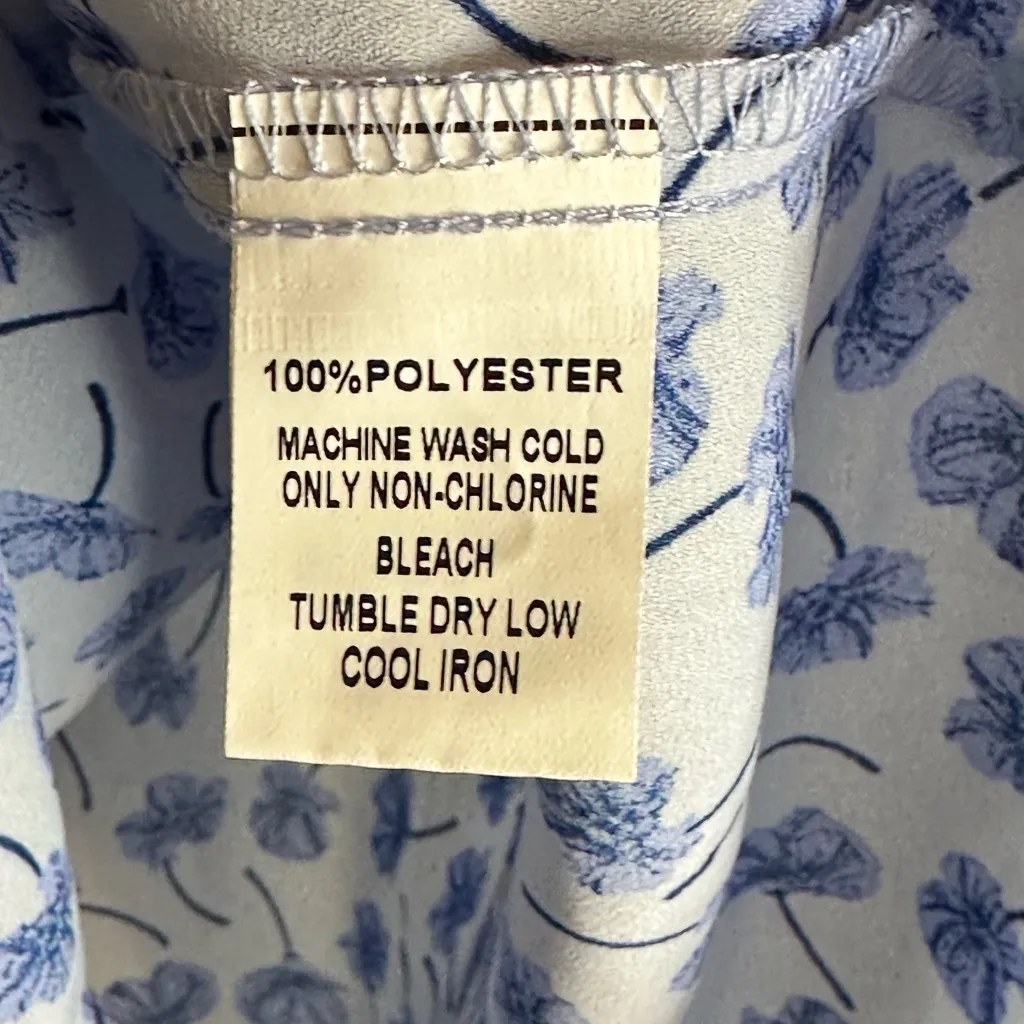 100%POLYESTER
MACHINE WASH COLD
ONLY NON-CHLORINE
BLEACH
TUMBLE DRY LOW
COOL IRON